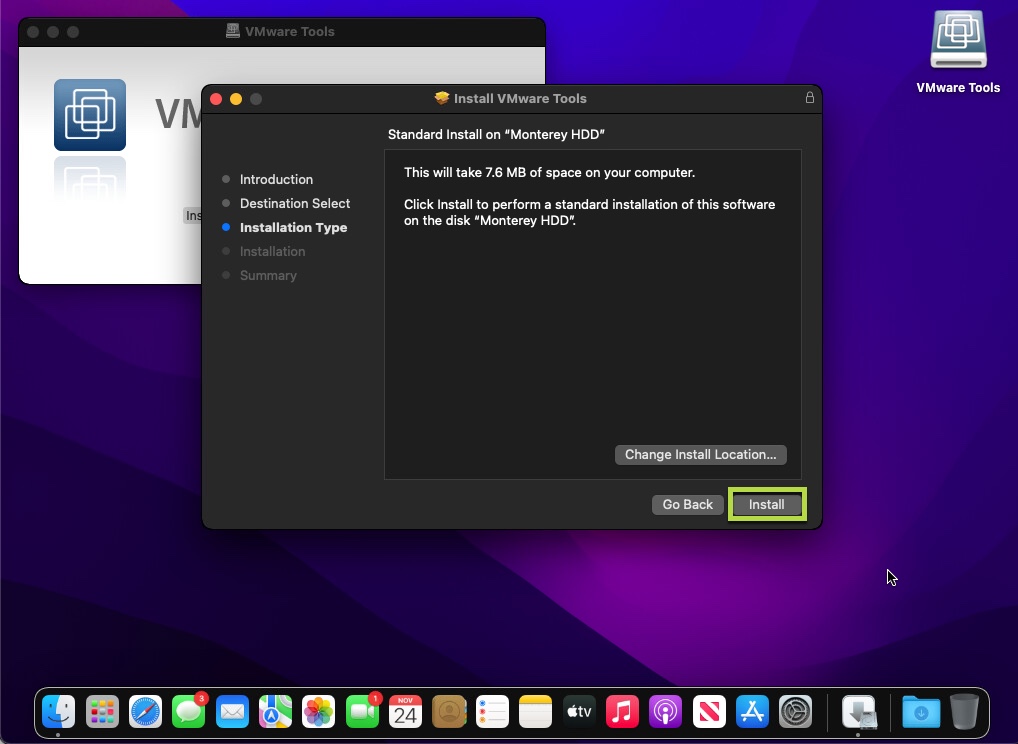 VMware Tools
VMware Tools
VM
Ins
Install VMware Tools
Standard Install on “Monterey HDD”
Introduction
Destination Select
Installation Type
Installation
Summary
This will take 7.6 MB of space on your computer.
Click Install to perform a standard installation of this software
on the disk “Monterey HDD”.
Change Install Location...
Go Back
Install
3
1
NOV
24
tv